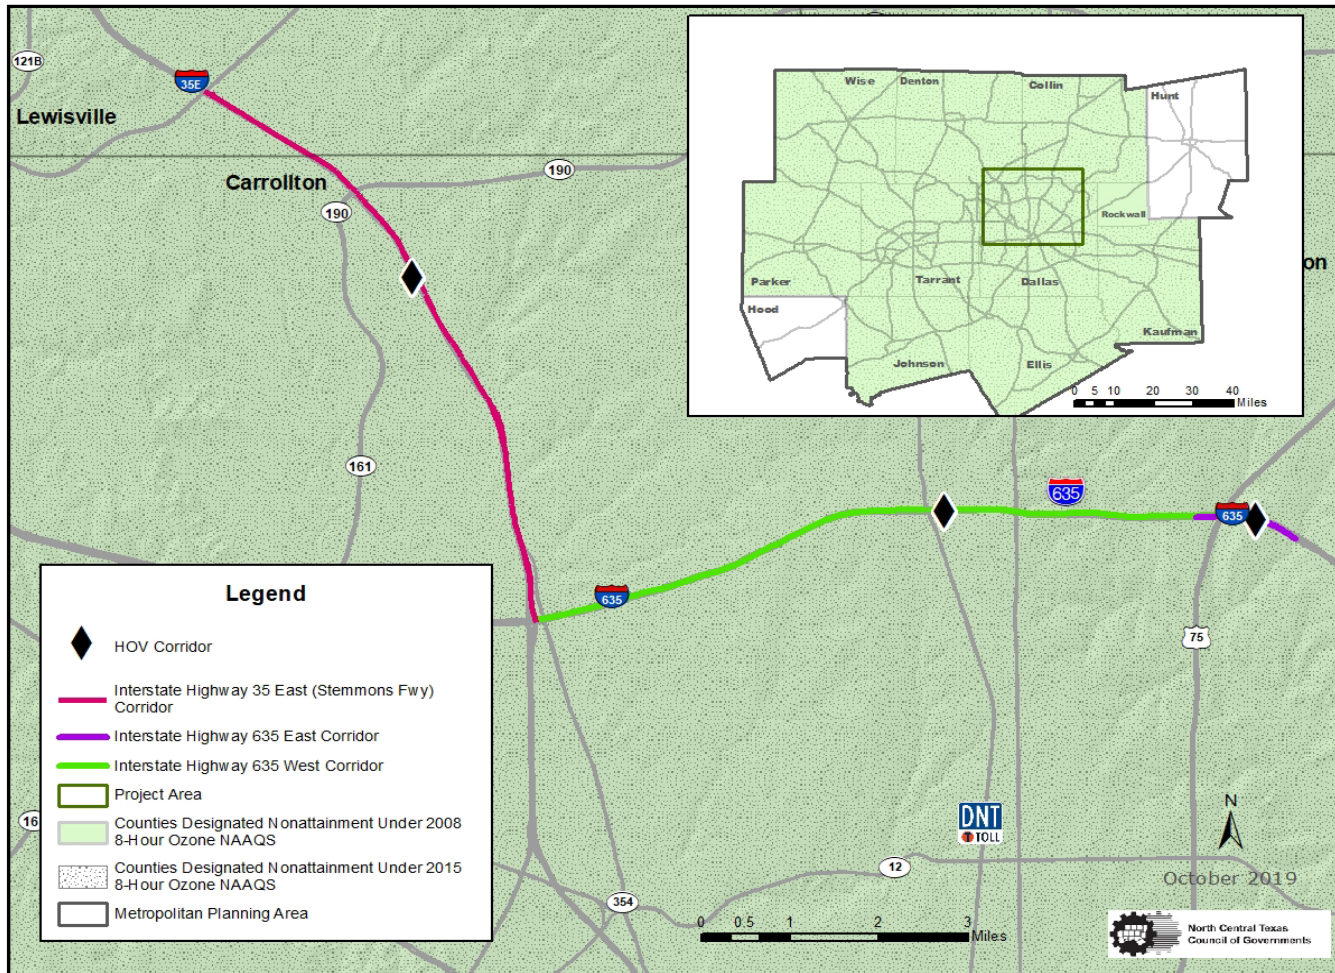 121B
35E
Lewisville
190
Carrollton
190
161
635
635
635
75
DNT
TOLL
12
354
16
on
Wise
Denton
Collin
Hunt
Rockwall
Parker
Tarrant
Dallas
Hood
Kaufman
Johnson
Ellis
0 5 10 20 30 40
Miles
Legend
HOV Corridor
Interstate Highway 35 East (Stemmons Fwy)
Corridor
Interstate Highway 635 East Corridor
Interstate Highway 635 West Corridor
Project Area
Counties Designated Nonattainment Under 2008
8-Hour Ozone NAAQS
Counties Designated Nonattainment Under 2015
8-Hour Ozone NAAQS
Metropolitan Planning Area
0 0.5 1 2 3
Miles
N
October 2019
North Central Texas
Council of Governments